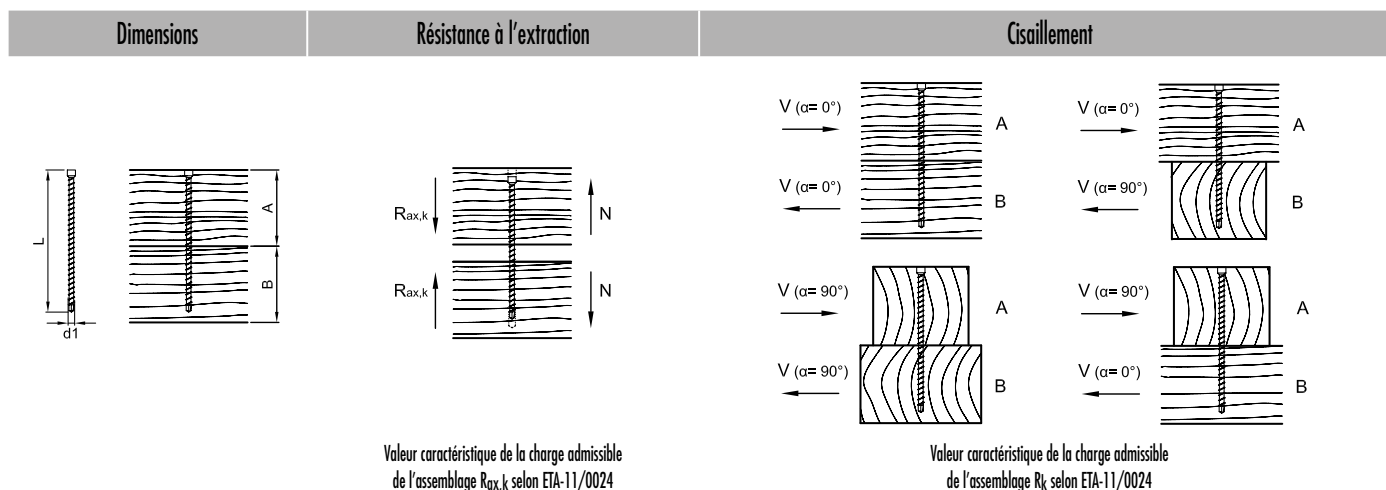 Dimensions
Résistance à l'extraction
Cisaillement
L
d1
A
B
Rax,k
N
Rax,k
N
V (α= 0°)
A
V (α= 0°)
B
V (α= 0°)
A
V (α= 90°)
B
V (α= 90°)
A
V (α= 90°)
B
V (α= 90°)
A
V (α= 0°)
B
Valeur caractéristique de la charge admissible
de l'assemblage Rax,k selon ETA-11/0024
Valeur caractéristique de la charge admissible
de l'assemblage Rk selon ETA-11/0024